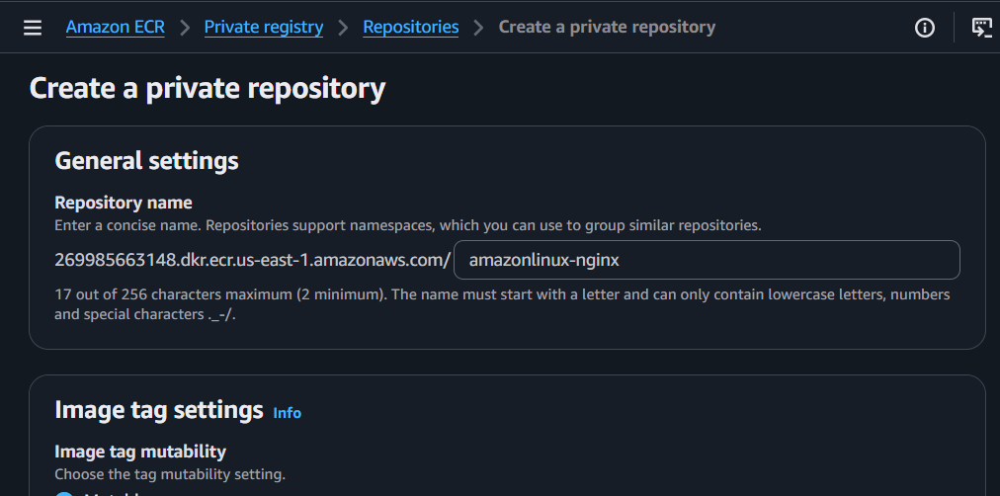 Amazon ECR > Private registry > Repositories > Create a private repository
Create a private repository
General settings
Repository name
Enter a concise name. Repositories support namespaces, which you can use to group similar repositories.
269985663148.dkr.ecr.us-east-1.amazonaws.com/ amazonlinux-nginx
17 out of 256 characters maximum (2 minimum). The name must start with a letter and can only contain lowercase letters, numbers
and special characters ._-/.
Image tag settings Info
Image tag mutability
Choose the tag mutability setting.